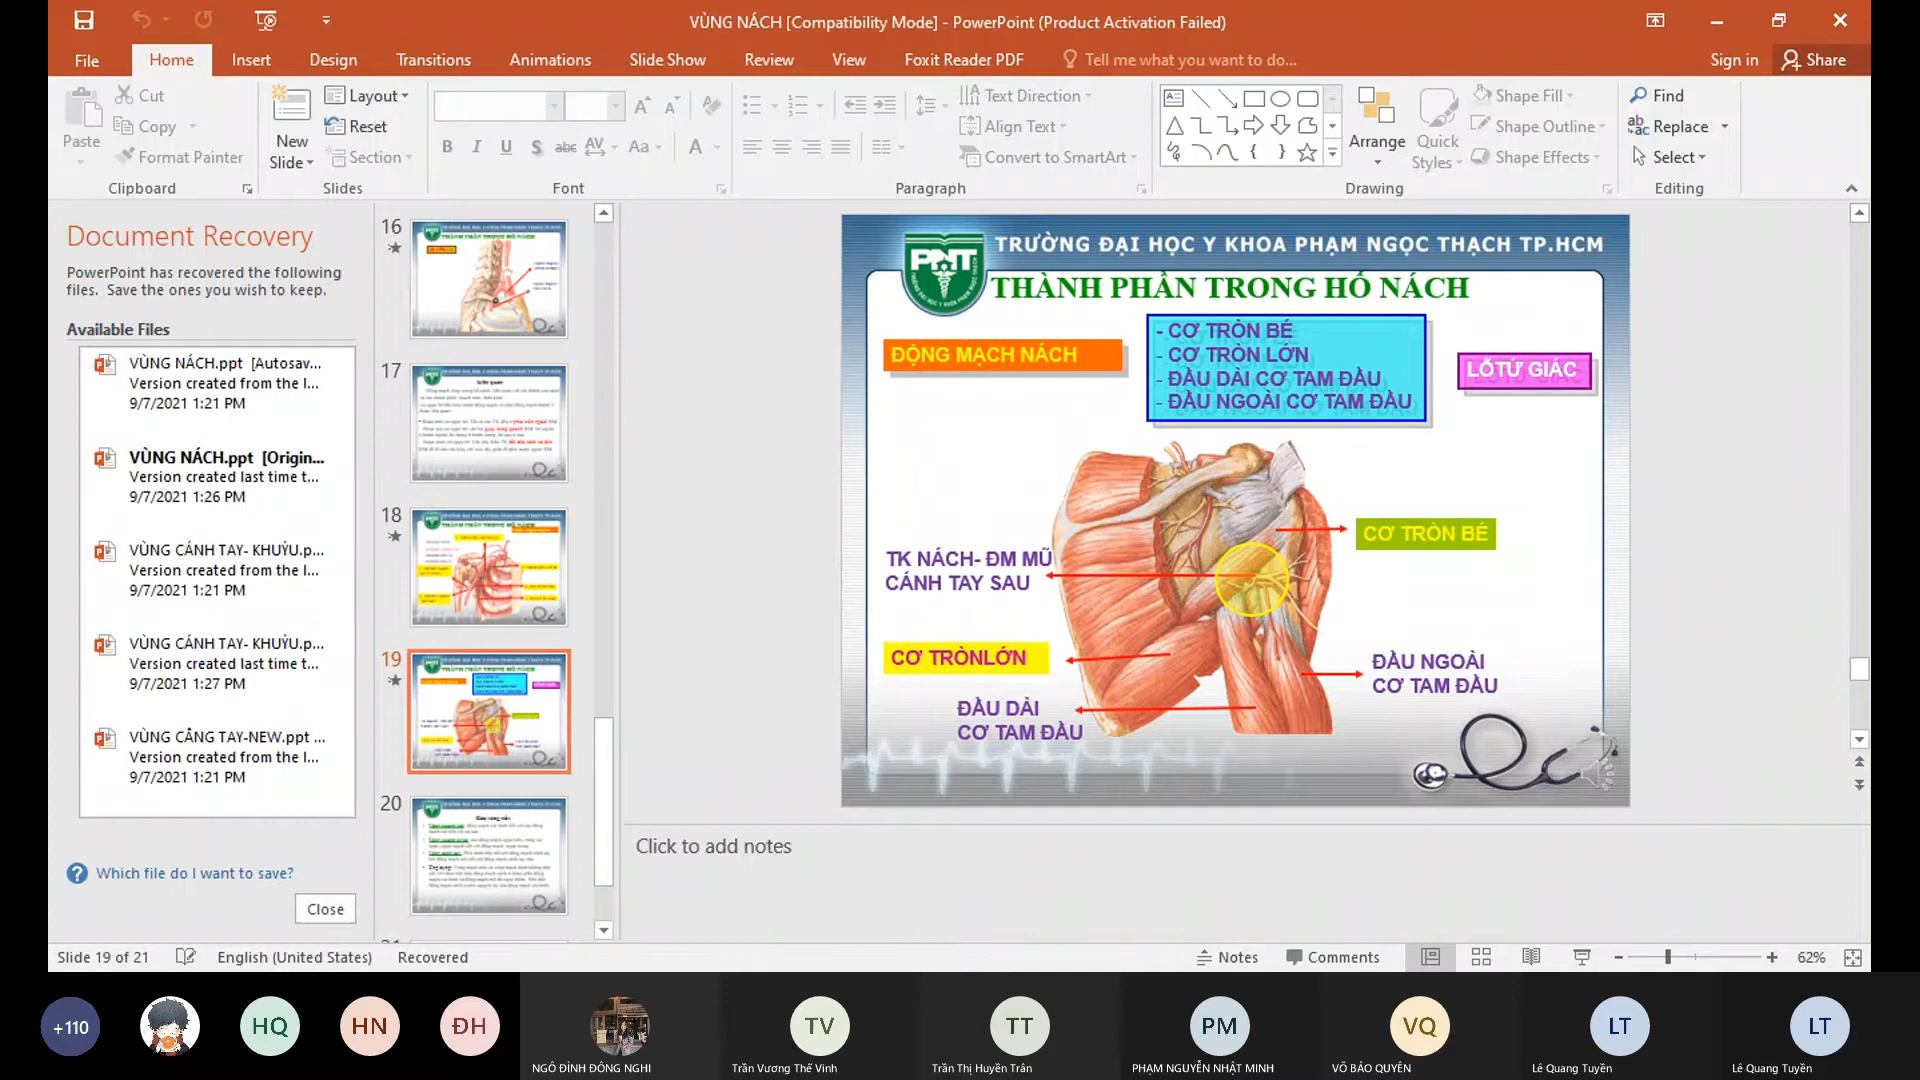 VÙNG NÁCH [Compatibility Mode] - PowerPoint (Product Activation Failed)
File Home Insert Design Transitions Animations Slide Show Review View Foxit Reader PDF Tell me what you want to do... Sign in Share
Paste
Cut
Copy
Format Painter
Clipboard
New
Slide
Layout
Reset
Section
Slides
B I U S abc AV Aa A
Font
Text Direction
Align Text
Convert to SmartArt
Paragraph
Arrange
Quick
Styles
Shape Fill
Shape Outline
Shape Effects
Drawing
Find
Replace
Select
Editing
Document Recovery
PowerPoint has recovered the following
files. Save the ones you wish to keep.
Available Files
VÙNG NÁCH.ppt [Autosav...
Version created from the l...
9/7/2021 1:21 PM
VÙNG NÁCH.ppt [Origin...
Version created last time t...
9/7/2021 1:26 PM
VÙNG CÁNH TAY- KHUỶU.p...
Version created from the l...
9/7/2021 1:21 PM
VÙNG CÁNH TAY- KHUỶU.p...
Version created last time t...
9/7/2021 1:27 PM
VÙNG CẲNG TAY-NEW.ppt ...
Version created from the l...
9/7/2021 1:21 PM
Which file do I want to save?
Close
16
17
18
19
20
TRƯỜNG ĐẠI HỌC Y KHOA PHẠM NGỌC THẠCH TP.HCM
PNT
THÀNH PHẦN TRONG HỐ NÁCH
ĐỘNG MẠCH NÁCH
- CƠ TRÒN BÉ
- CƠ TRÒN LỚN
- ĐẦU DÀI CƠ TAM ĐẦU
- ĐẦU NGOÀI CƠ TAM ĐẦU
LỖTỨ GIÁC
CƠ TRÒN BÉ
TK NÁCH- ĐM MŨ
CÁNH TAY SAU
CƠ TRÒNLỚN
ĐẦU NGOÀI
CƠ TAM ĐẦU
ĐẦU DÀI
CƠ TAM ĐẦU
Click to add notes
Slide 19 of 21 English (United States) Recovered Notes Comments 62%
+110 HQ HN ĐH TV TT PM VQ LT LT
NGÔ ĐÌNH ĐÔNG NGHI Trần Vương Thế Vinh Trần Thị Huyền Trân PHẠM NGUYỄN NHẬT MINH VÕ BẢO QUYÊN Lê Quang Tuyền Lê Quang Tuyền